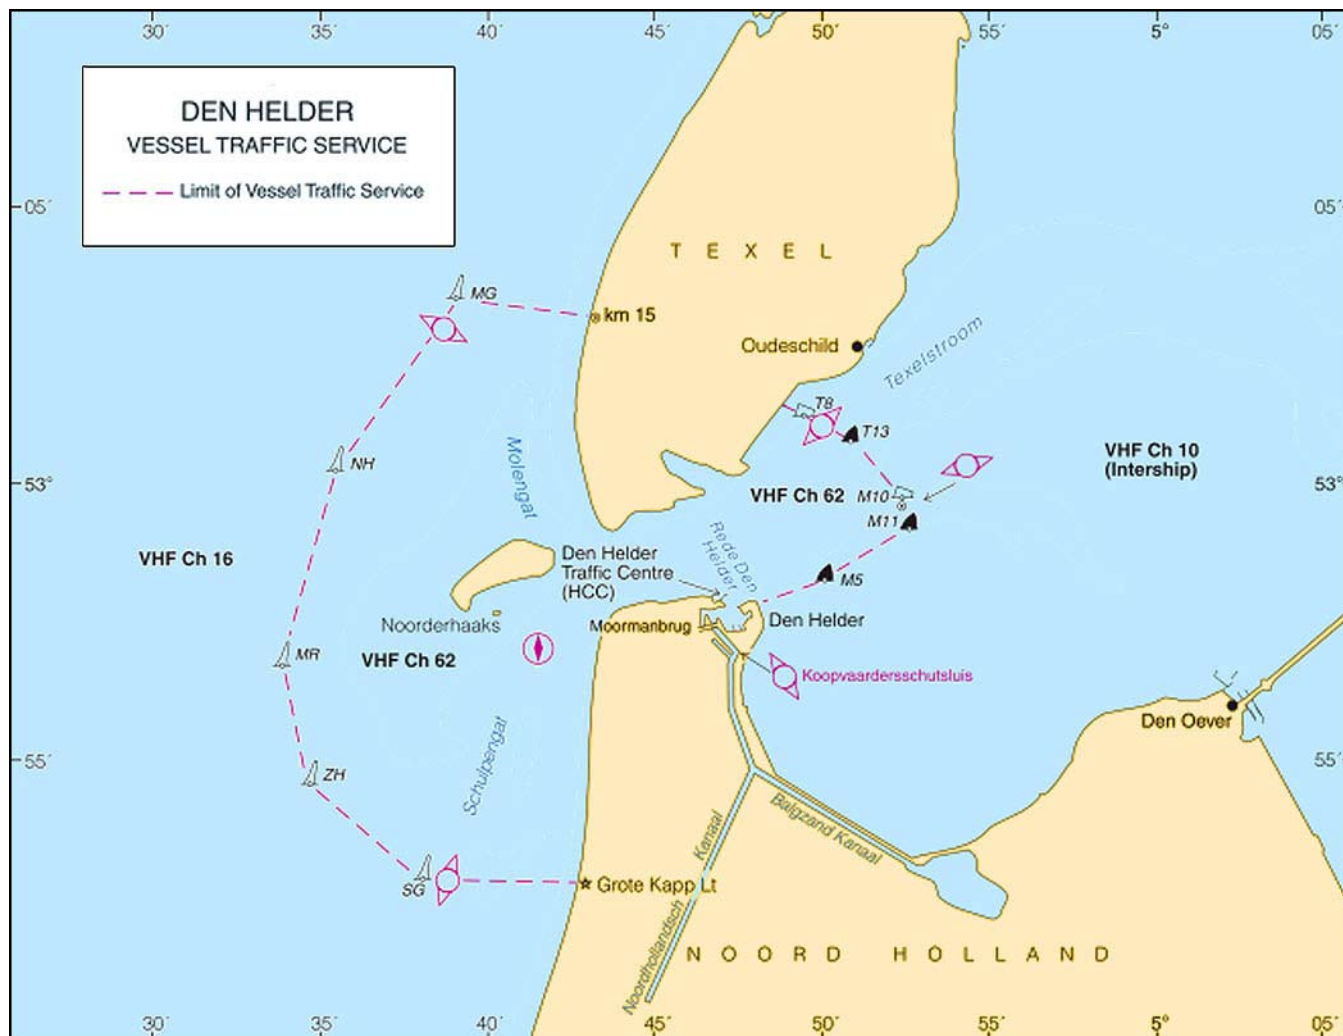 30´ 35´ 40´ 45´ 50´ 55´ 5° 05´
DEN HELDER
VESSEL TRAFFIC SERVICE
Limit of Vessel Traffic Service
05´ 05´
TEXEL
MG
km 15
Oudeschild
Texelstroom
T8
T13
NH
Molengat
VHF Ch 10
(Intership)
53° 53°
VHF Ch 62
M10
M11
VHF Ch 16
Rede Den
Helder
Den Helder
Traffic Centre
(HCC)
M5
Noorderhaaks
Moormanbrug
Den Helder
MR
VHF Ch 62
Koopvaardersschutsluis
Den Oever
Schulpengat
55´ 55´
ZH
Balgzand Kanaal
SG
Grote Kapp Lt
Noordhollandsch Kanaal
NOORD HOLLAND
30´ 35´ 40´ 45´ 50´ 55´ 5° 05´